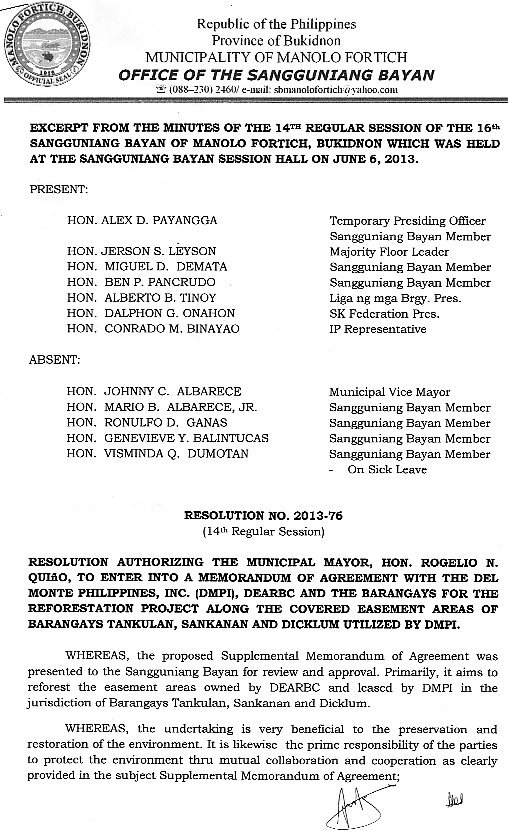 MANOLO FORTICH, BUKIDNON
1918
OFFICIAL SEAL
Republic of the Philippines
Province of Bukidnon
MUNICIPALITY OF MANOLO FORTICH
OFFICE OF THE SANGGUNIANG BAYAN
☏ (088–230) 2460/ e-mail: sbmanolofortich@yahoo.com
EXCERPT FROM THE MINUTES OF THE 14TH REGULAR SESSION OF THE 16th
SANGGUNIANG BAYAN OF MANOLO FORTICH, BUKIDNON WHICH WAS HELD
AT THE SANGGUNIANG BAYAN SESSION HALL ON JUNE 6, 2013.
PRESENT:
HON. ALEX D. PAYANGGA Temporary Presiding Officer
Sangguniang Bayan Member
HON. JERSON S. LEYSON Majority Floor Leader
HON. MIGUEL D. DEMATA Sangguniang Bayan Member
HON. BEN P. PANCRUDO Sangguniang Bayan Member
HON. ALBERTO B. TINOY Liga ng mga Brgy. Pres.
HON. DALPHON G. ONAHON SK Federation Pres.
HON. CONRADO M. BINAYAO IP Representative
ABSENT:
HON. JOHNNY C. ALBARECE Municipal Vice Mayor
HON. MARIO B. ALBARECE, JR. Sangguniang Bayan Member
HON. RONULFO D. GANAS Sangguniang Bayan Member
HON. GENEVIEVE Y. BALINTUCAS Sangguniang Bayan Member
HON. VISMINDA Q. DUMOTAN Sangguniang Bayan Member
- On Sick Leave
RESOLUTION NO. 2013-76
(14th Regular Session)
RESOLUTION AUTHORIZING THE MUNICIPAL MAYOR, HON. ROGELIO N.
QUIñO, TO ENTER INTO A MEMORANDUM OF AGREEMENT WITH THE DEL
MONTE PHILIPPINES, INC. (DMPI), DEARBC AND THE BARANGAYS FOR THE
REFORESTATION PROJECT ALONG THE COVERED EASEMENT AREAS OF
BARANGAYS TANKULAN, SANKANAN AND DICKLUM UTILIZED BY DMPI.
WHEREAS, the proposed Supplemental Memorandum of Agreement was
presented to the Sangguniang Bayan for review and approval. Primarily, it aims to
reforest the easement areas owned by DEARBC and leased by DMPI in the
jurisdiction of Barangays Tankulan, Sankanan and Dicklum.
WHEREAS, the undertaking is very beneficial to the preservation and
restoration of the environment. It is likewise the prime responsibility of the parties
to protect the environment thru mutual collaboration and cooperation as clearly
provided in the subject Supplemental Memorandum of Agreement;